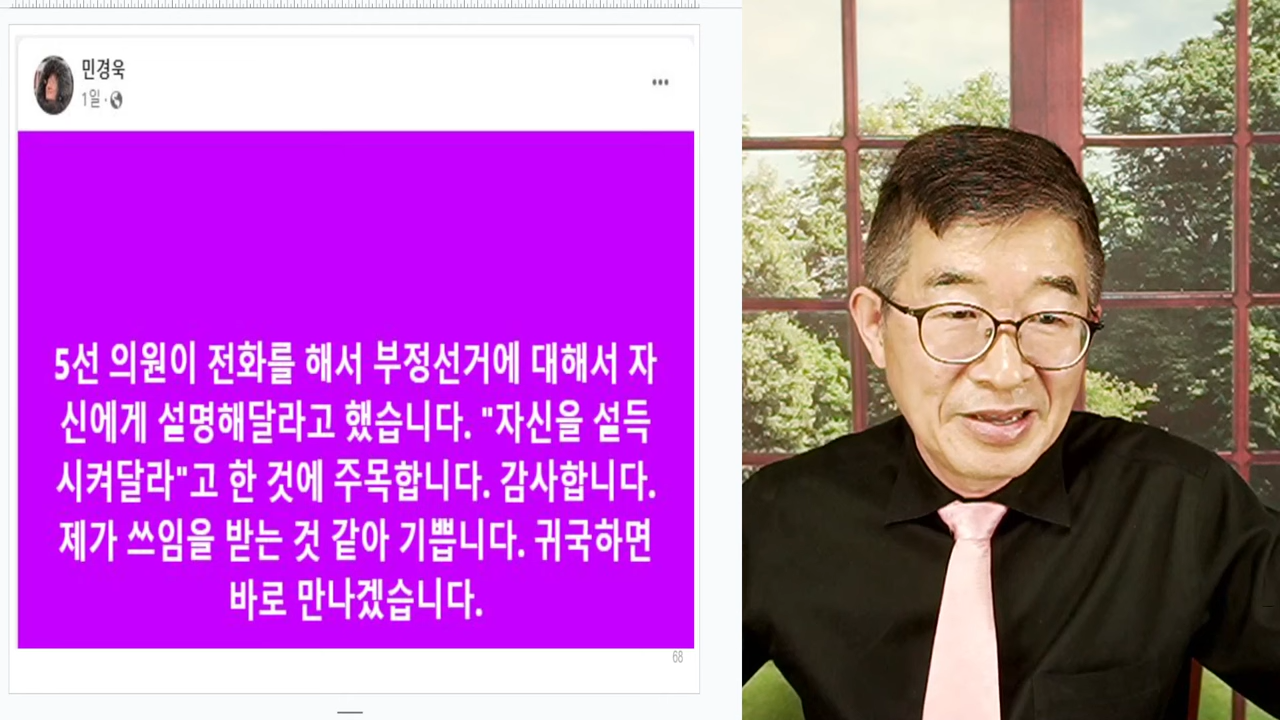 민경욱
1일 ·
5선 의원이 전화를 해서 부정선거에 대해서 자
신에게 설명해달라고 했습니다. "자신을 설득
시켜달라"고 한 것에 주목합니다. 감사합니다.
제가 쓰임을 받는 것 같아 기쁩니다. 귀국하면
바로 만나겠습니다.
68